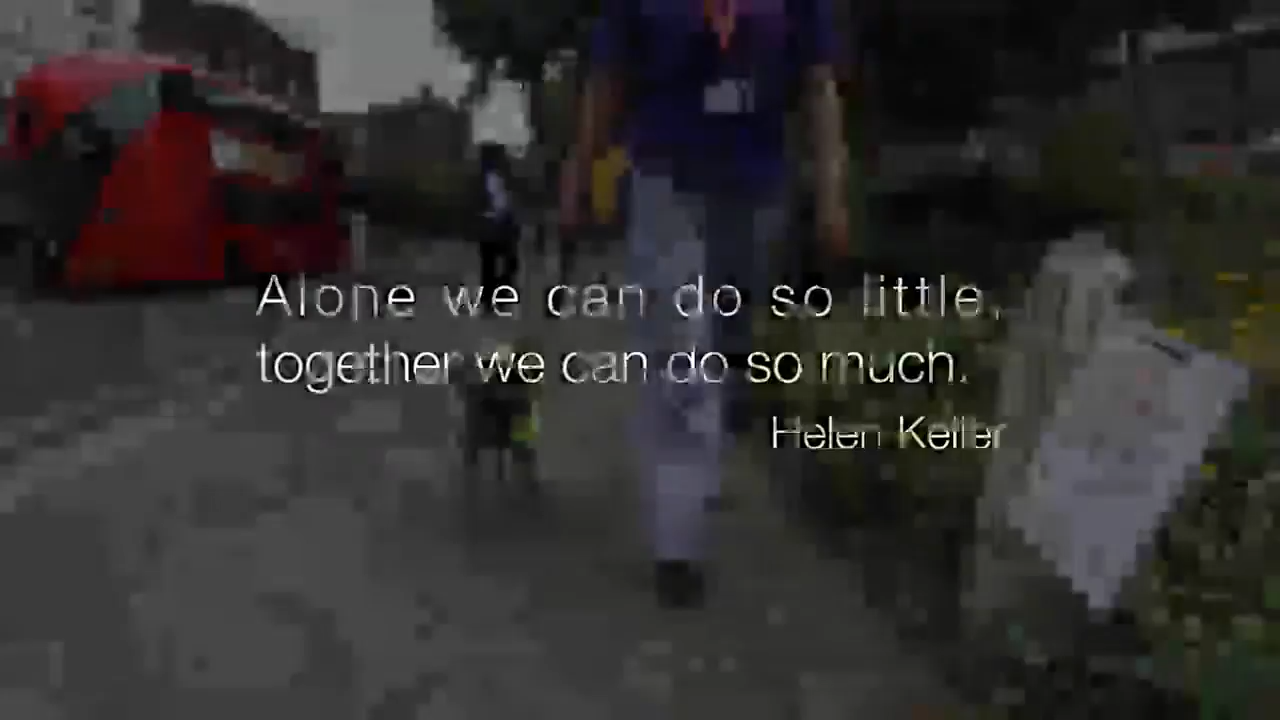 Alone we can do so little,
together we can do so much.
Helen Keller